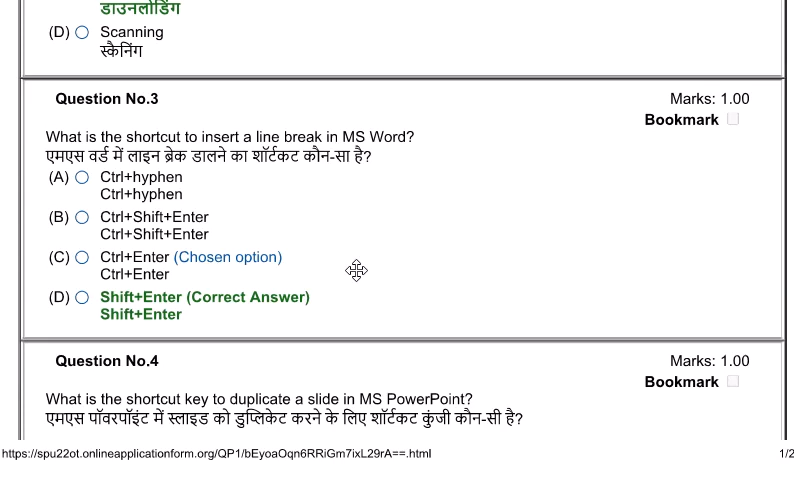 डाउनलोडिंग
(D) Scanning
स्कैनिंग
Question No.3 Marks: 1.00
Bookmark
What is the shortcut to insert a line break in MS Word?
एमएस वर्ड में लाइन ब्रेक डालने का शॉर्टकट कौन-सा है?
(A) Ctrl+hyphen
Ctrl+hyphen
(B) Ctrl+Shift+Enter
Ctrl+Shift+Enter
(C) Ctrl+Enter (Chosen option)
Ctrl+Enter
(D) Shift+Enter (Correct Answer)
Shift+Enter
Question No.4 Marks: 1.00
Bookmark
What is the shortcut key to duplicate a slide in MS PowerPoint?
एमएस पॉवरपॉइंट में स्लाइड को डुप्लिकेट करने के लिए शॉर्टकट कुंजी कौन-सी है?
https://spu22ot.onlineapplicationform.org/QP1/bEyoaOqn6RRiGm7ixL29rA==.html 1/2